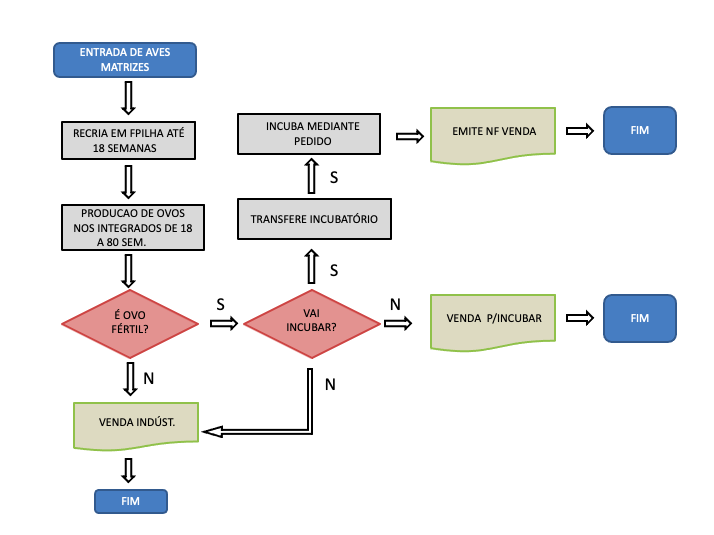 ENTRADA DE AVES
MATRIZES
RECRIA EM FPILHA ATÉ
18 SEMANAS
PRODUCAO DE OVOS
NOS INTEGRADOS DE 18
A 80 SEM.
É OVO
FÉRTIL?
S
N
VENDA INDÚST.
FIM
VAI
INCUBAR?
S
TRANSFERE INCUBATÓRIO
S
INCUBA MEDIANTE
PEDIDO
EMITE NF VENDA
FIM
N
VENDA P/INCUBAR
FIM
N